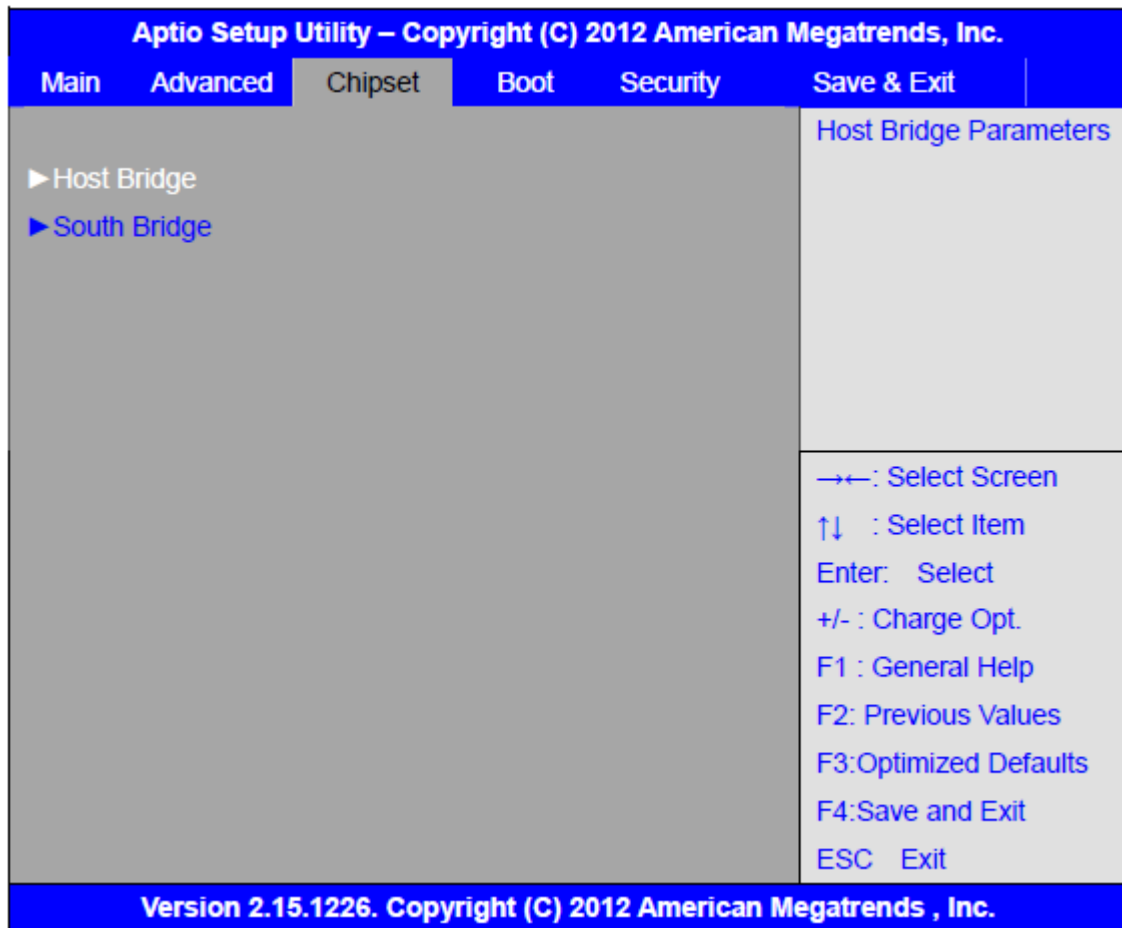 Aptio Setup Utility – Copyright (C) 2012 American Megatrends, Inc.
Main Advanced Chipset Boot Security Save & Exit
►Host Bridge
►South Bridge
Host Bridge Parameters
→←: Select Screen
↑↓ : Select Item
Enter: Select
+/- : Charge Opt.
F1 : General Help
F2: Previous Values
F3:Optimized Defaults
F4:Save and Exit
ESC Exit
Version 2.15.1226. Copyright (C) 2012 American Megatrends , Inc.